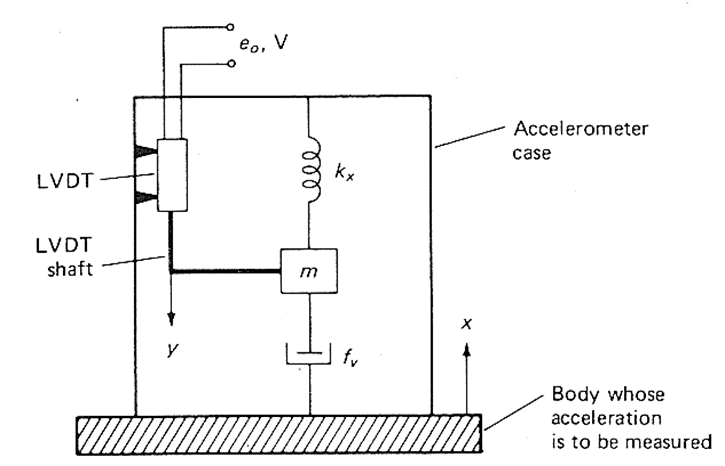 e_o, V
Accelerometer
case
LVDT
k_x
LVDT
shaft
m
y
f_v
x
Body whose
acceleration
is to be measured